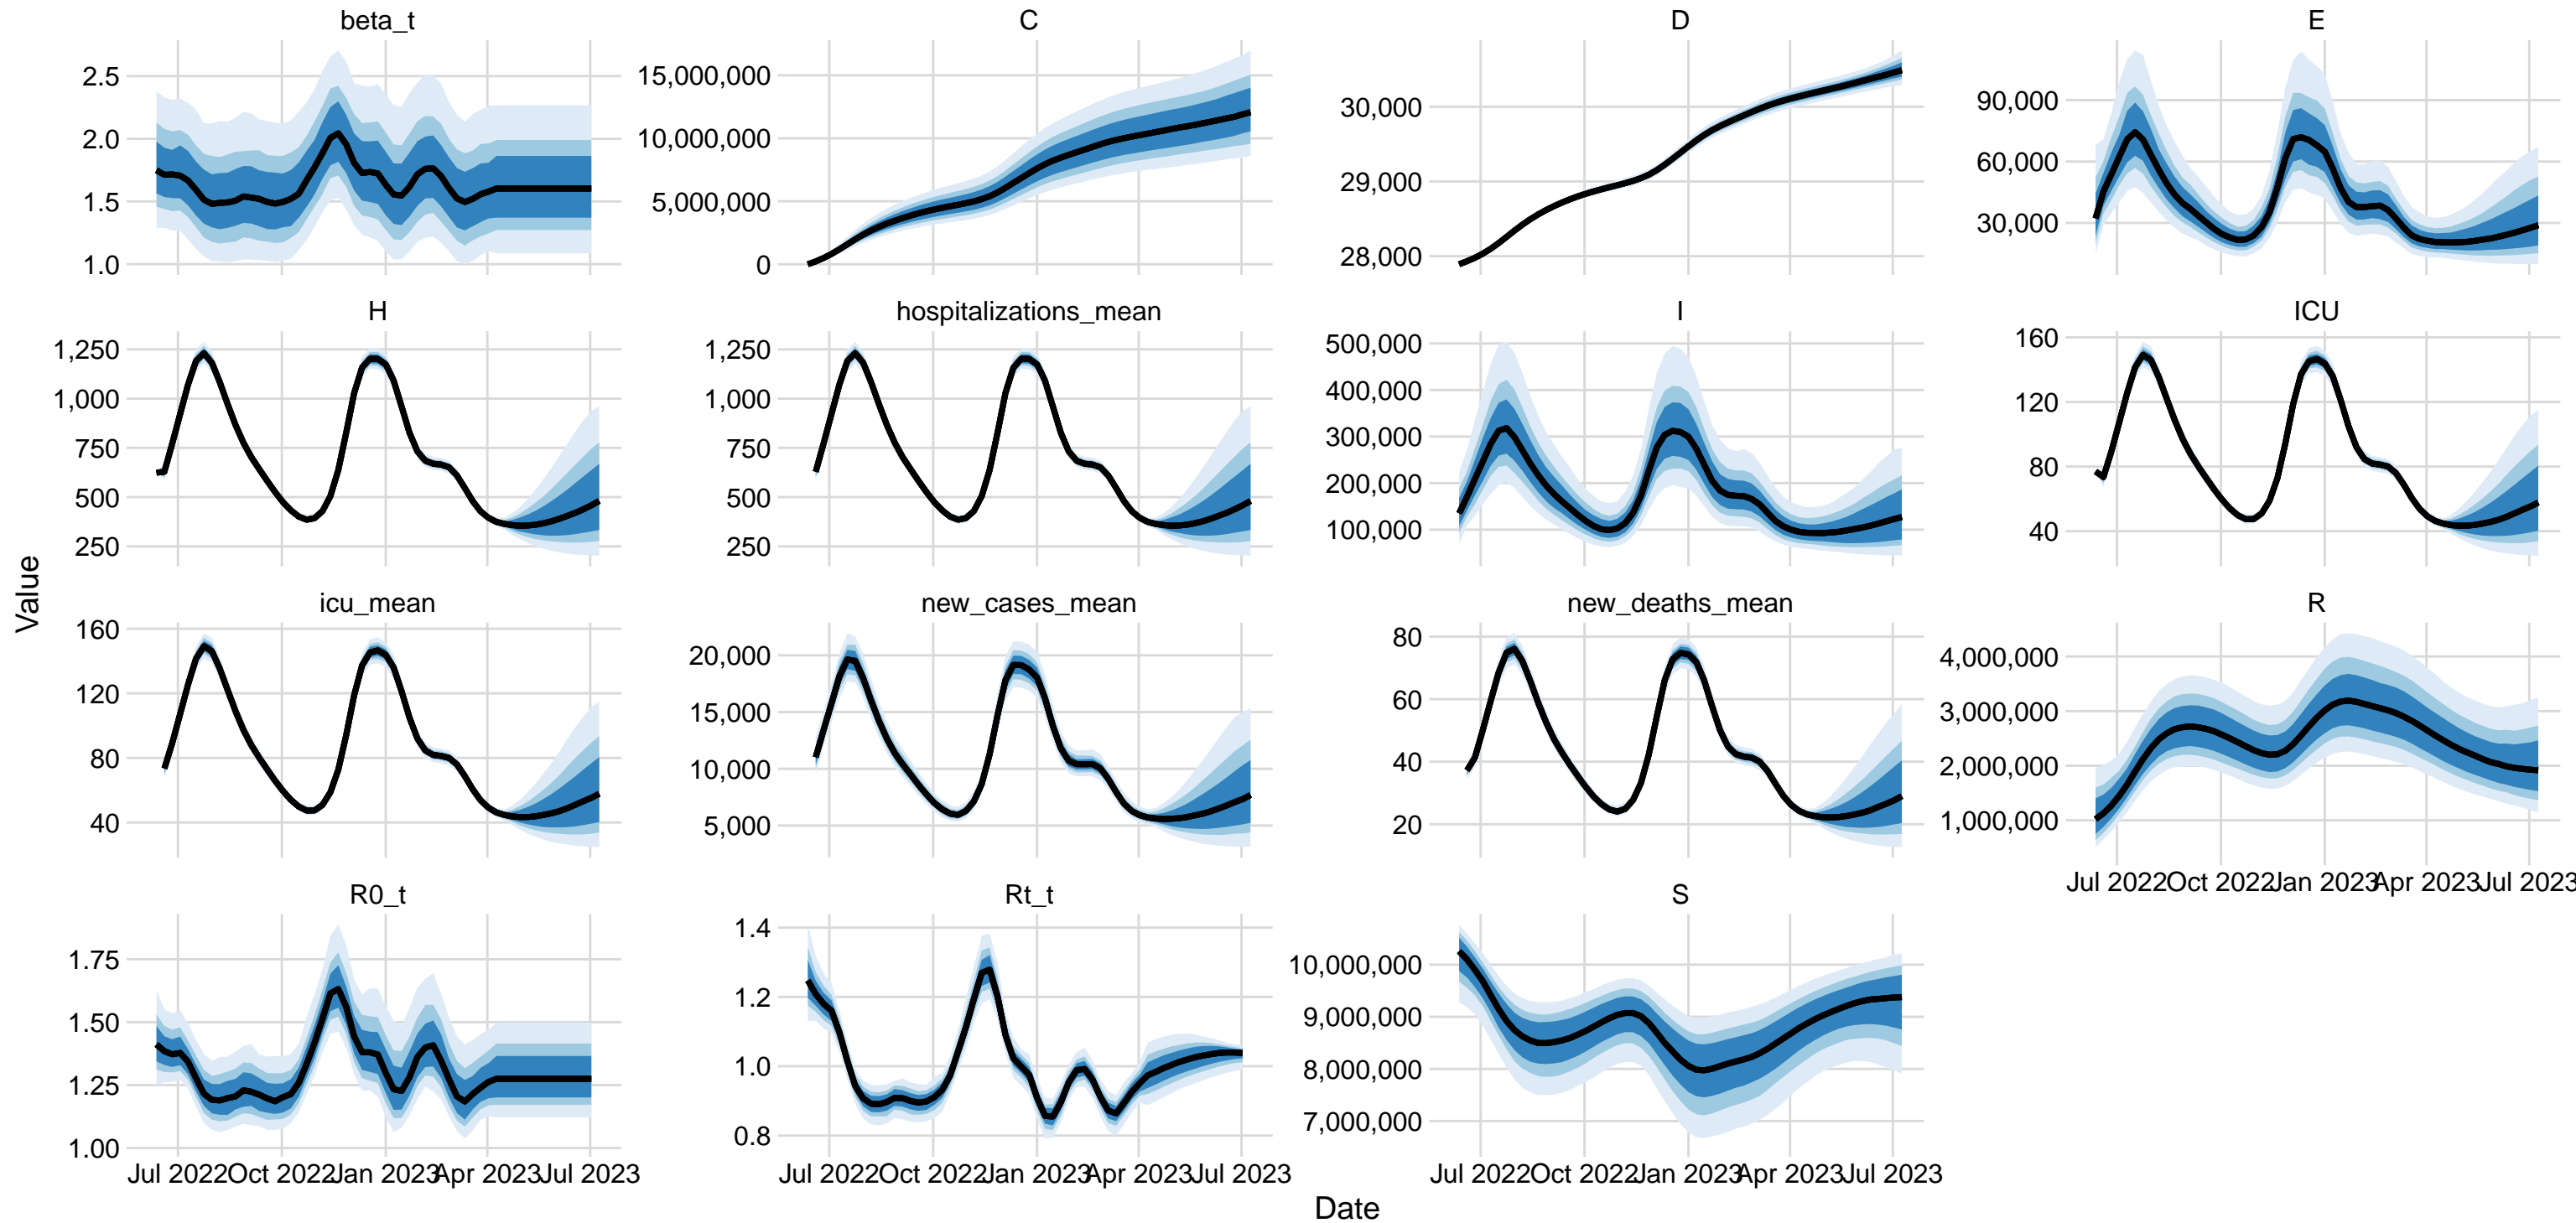 beta_t
C
D
E
2.5
2.0
1.5
1.0
15,000,000
10,000,000
5,000,000
0
30,000
29,000
28,000
90,000
60,000
30,000
H
hospitalizations_mean
I
ICU
1,250
1,000
750
500
250
1,250
1,000
750
500
250
500,000
400,000
300,000
200,000
100,000
160
120
80
40
Value
icu_mean
new_cases_mean
new_deaths_mean
R
160
120
80
40
20,000
15,000
10,000
5,000
80
60
40
20
4,000,000
3,000,000
2,000,000
1,000,000
Jul 2022 Oct 2022 Jan 2023 Apr 2023 Jul 2023
R0_t
Rt_t
S
1.75
1.50
1.25
1.00
1.4
1.2
1.0
0.8
10,000,000
9,000,000
8,000,000
7,000,000
Jul 2022 Oct 2022 Jan 2023 Apr 2023 Jul 2023
Jul 2022 Oct 2022 Jan 2023 Apr 2023 Jul 2023
Jul 2022 Oct 2022 Jan 2023 Apr 2023 Jul 2023
Date